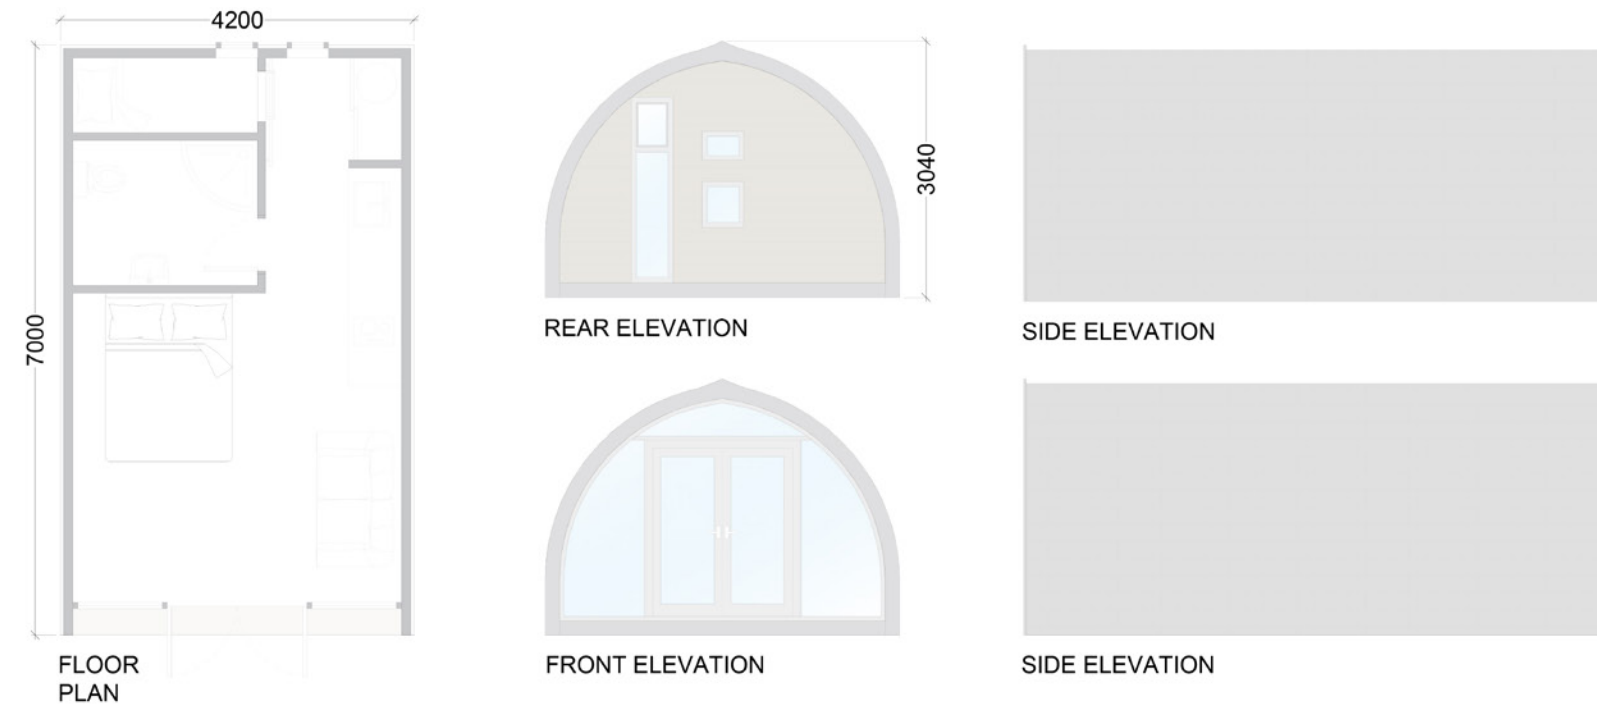 4200
7000
FLOOR
PLAN
3040
REAR ELEVATION
FRONT ELEVATION
SIDE ELEVATION
SIDE ELEVATION